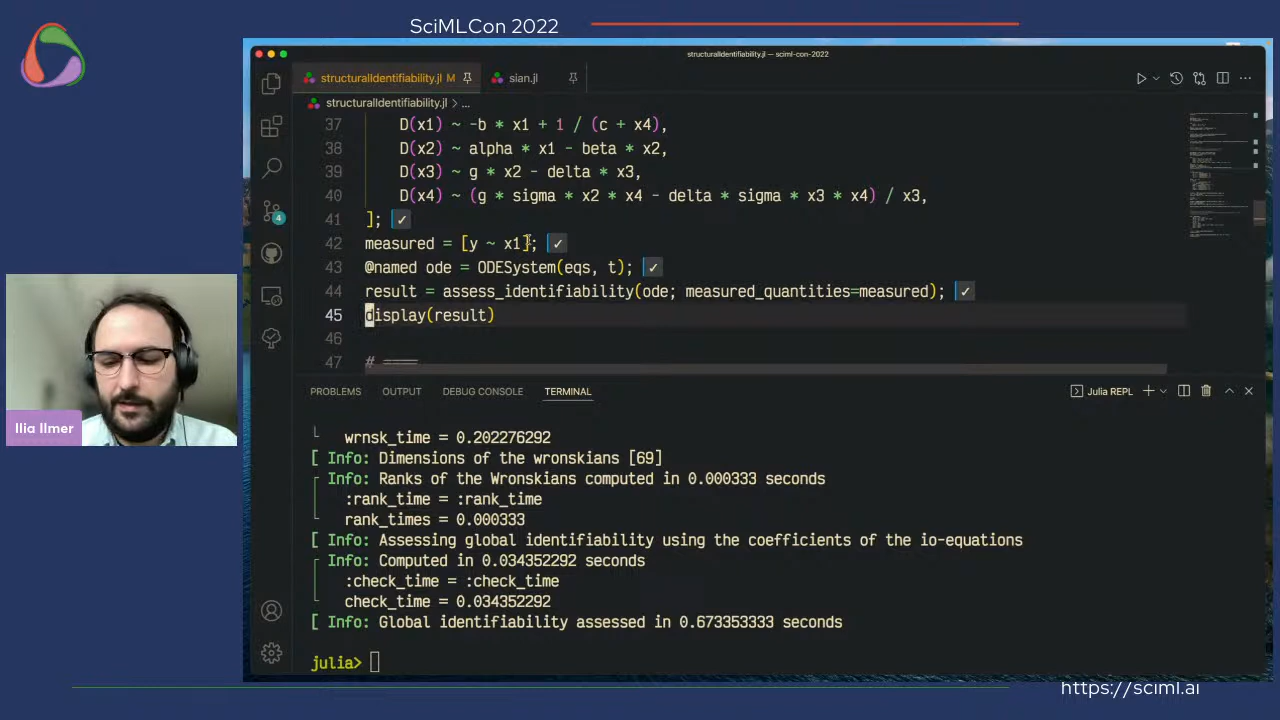 SciMLCon 2022
structuralIdentifiability.jl — sciml-con-2022
structuralIdentifiability.jl M
sian.jl
structuralIdentifiability.jl > ...
37 D(x1) ~ -b * x1 + 1 / (c + x4),
38 D(x2) ~ alpha * x1 - beta * x2,
39 D(x3) ~ g * x2 - delta * x3,
40 D(x4) ~ (g * sigma * x2 * x4 - delta * sigma * x3 * x4) / x3,
41 ]; ✓
42 measured = [y ~ x1]; ✓
43 @named ode = ODESystem(eqs, t); ✓
44 result = assess_identifiability(ode; measured_quantities=measured); ✓
45 display(result)
46
47 # ====
4
PROBLEMS OUTPUT DEBUG CONSOLE TERMINAL
Julia REPL
wrnsk_time = 0.202276292
[ Info: Dimensions of the wronskians [69]
Info: Ranks of the Wronskians computed in 0.000333 seconds
:rank_time = :rank_time
rank_times = 0.000333
[ Info: Assessing global identifiability using the coefficients of the io-equations
Info: Computed in 0.034352292 seconds
:check_time = :check_time
check_time = 0.034352292
[ Info: Global identifiability assessed in 0.673353333 seconds
julia>
Ilia Ilmer
https://sciml.ai